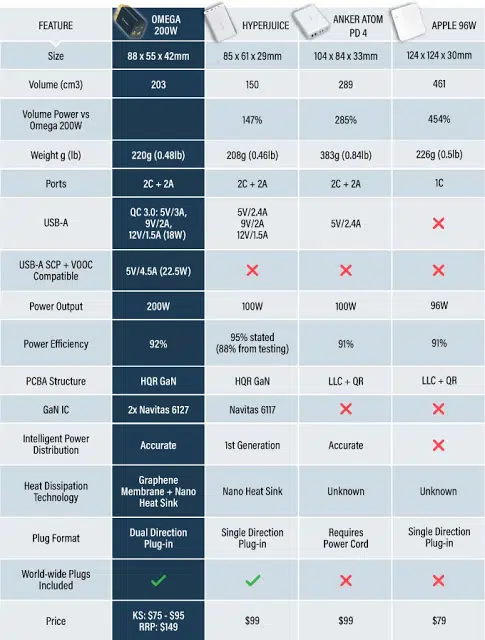 FEATURE OMEGA 200W HYPERJUICE ANKER ATOM PD 4 APPLE 96W
Size 88 x 55 x 42mm 85 x 61 x 29mm 104 x 84 x 33mm 124 x 124 x 30mm
Volume (cm3) 203 150 289 461
Volume Power vs Omega 200W 147% 285% 454%
Weight g (lb) 220g (0.48lb) 208g (0.46lb) 383g (0.84lb) 226g (0.5lb)
Ports 2C + 2A 2C + 2A 2C + 2A 1C
USB-A QC 3.0: 5V/3A, 9V/2A, 12V/1.5A (18W) 5V/2.4A 9V/2A 12V/1.5A 5V/2.4A
USB-A SCP + VOOC Compatible 5V/4.5A (22.5W)
Power Output 200W 100W 100W 96W
Power Efficiency 92% 95% stated (88% from testing) 91% 91%
PCBA Structure HQR GaN HQR GaN LLC + QR LLC + QR
GaN IC 2x Navitas 6127 Navitas 6117
Intelligent Power Distribution Accurate 1st Generation Accurate
Heat Dissipation Technology Graphene Membrane + Nano Heat Sink Nano Heat Sink Unknown Unknown
Plug Format Dual Direction Plug-in Single Direction Plug-in Requires Power Cord Single Direction Plug-in
World-wide Plugs Included
Price KS: $75 - $95 RRP: $149 $99 $99 $79